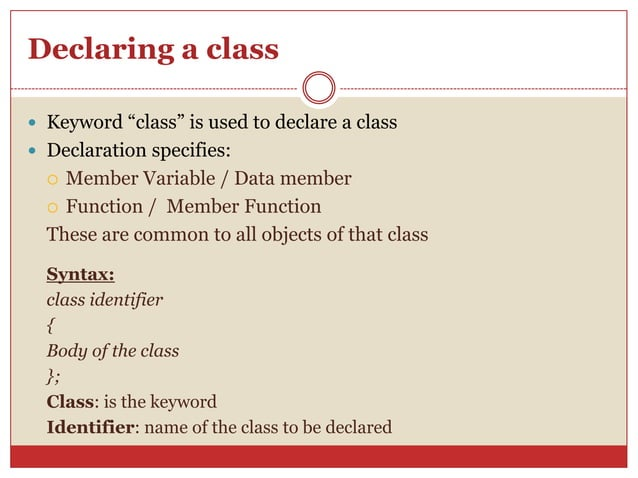 Declaring a class
Keyword “class” is used to declare a class
Declaration specifies:
Member Variable / Data member
Function / Member Function
These are common to all objects of that class
Syntax:
class identifier
{
Body of the class
};
Class: is the keyword
Identifier: name of the class to be declared